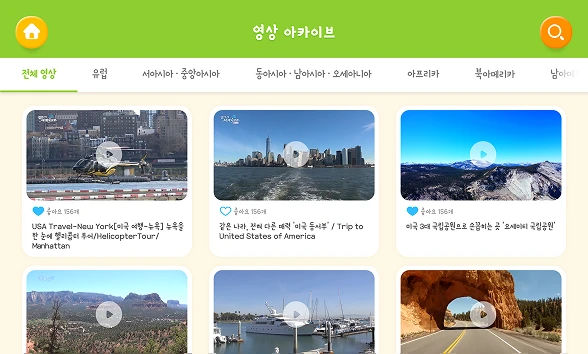 영상 아카이브
전체 영상 유럽 서아시아·중앙아시아 동아시아·남아시아·오세아니아 아프리카 북아메리카 남아메
좋아요 156개
USA Travel-New York[미국 여행-뉴욕] 뉴욕을
한 눈에 헬리콥터 투어/HelicopterTour/
Manhattan
좋아요 156개
같은 나라, 전혀 다른 매력 '미국 동서부' / Trip to
United States of America
좋아요 156개
미국 3대 국립공원으로 손꼽히는 곳 '요세미티 국립공원'